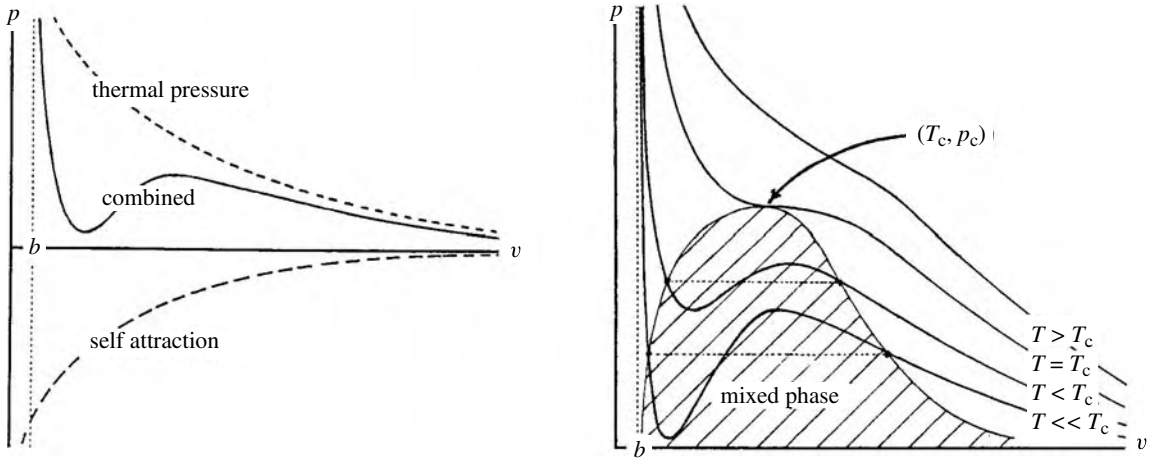 p
thermal pressure
combined
b
v
self attraction
p
(T_c, p_c)
T > T_c
T = T_c
T < T_c
mixed phase
T << T_c
b
v